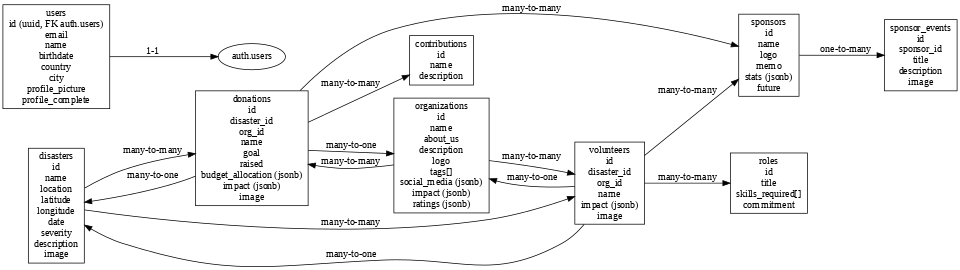 users
id (uuid, FK auth.users)
email
name
birthdate
country
city
profile_picture
profile_complete
1-1
auth.users
disasters
id
name
location
latitude
longitude
date
severity
description
image
many-to-many
many-to-one
many-to-many
many-to-one
donations
id
disaster_id
org_id
name
goal
raised
budget_allocation (jsonb)
impact (jsonb)
image
many-to-many
many-to-many
many-to-one
many-to-many
contributions
id
name
description
organizations
id
name
about_us
description
logo
tags[]
social_media (jsonb)
impact (jsonb)
ratings (jsonb)
many-to-many
many-to-one
volunteers
id
disaster_id
org_id
name
impact (jsonb)
image
many-to-many
many-to-many
sponsors
id
name
logo
memo
stats (jsonb)
future
one-to-many
sponsor_events
id
sponsor_id
title
description
image
roles
id
title
skills_required[]
commitment